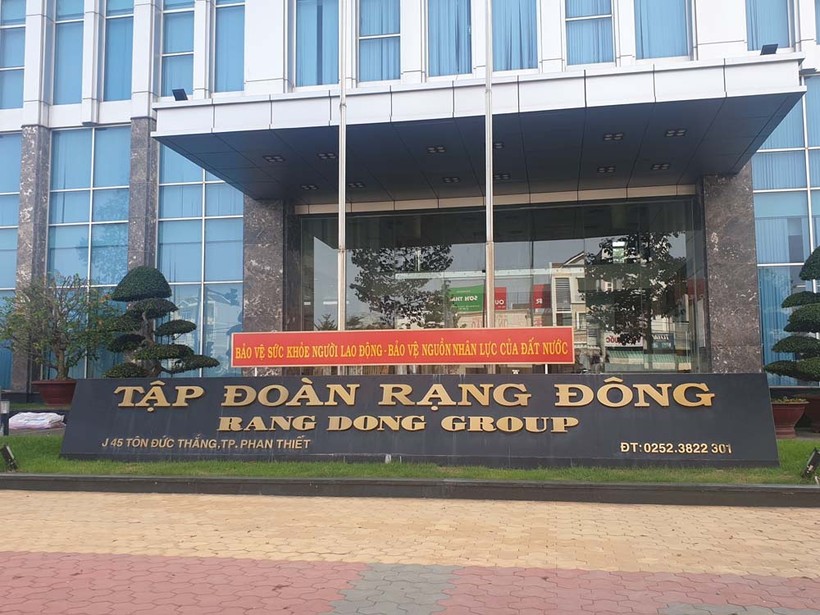 BẢO VỆ SỨC KHỎE NGƯỜI LAO ĐỘNG - BẢO VỆ NGUỒN NHÂN LỰC CỦA ĐẤT NƯỚC
TẬP ĐOÀN RẠNG ĐÔNG
RANG DONG GROUP
J 45 TÔN ĐỨC THẮNG,TP. PHAN THIẾT
ĐT: 0252.3822 301